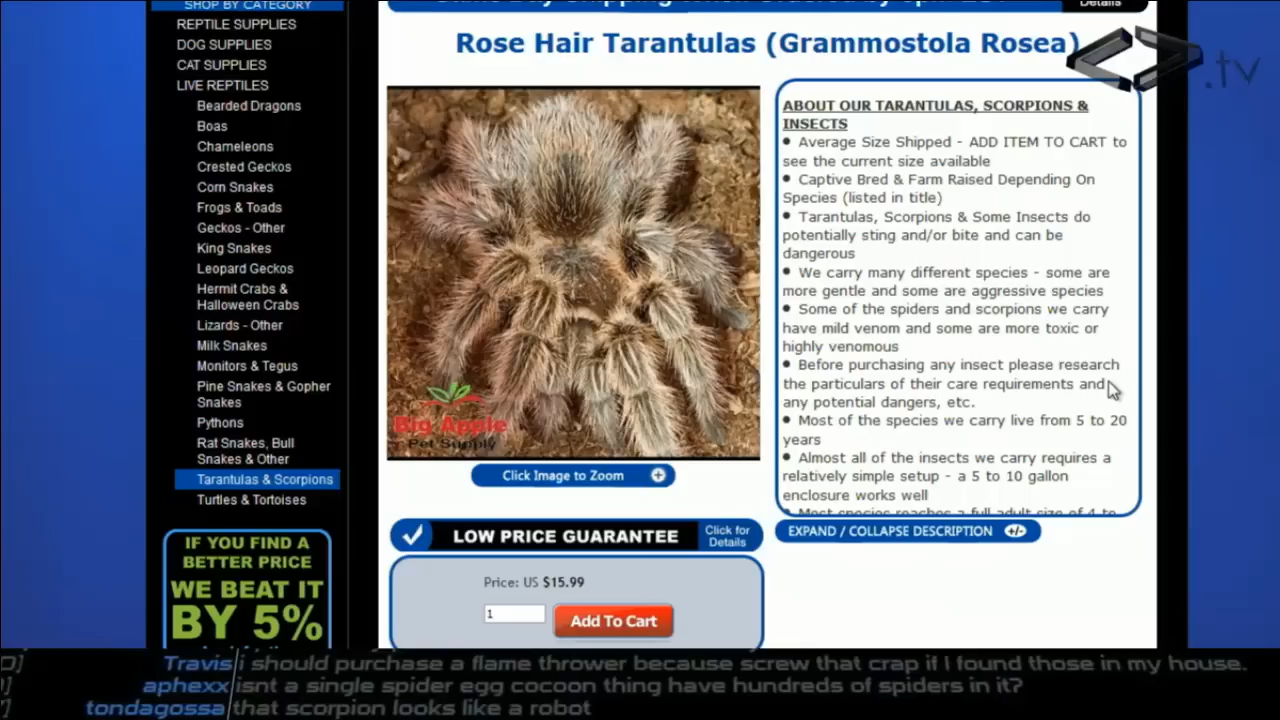 SHOP BY CATEGORY
REPTILE SUPPLIES
DOG SUPPLIES
CAT SUPPLIES
LIVE REPTILES
Bearded Dragons
Boas
Chameleons
Crested Geckos
Corn Snakes
Frogs & Toads
Geckos - Other
King Snakes
Leopard Geckos
Hermit Crabs &
Halloween Crabs
Lizards - Other
Milk Snakes
Monitors & Tegus
Pine Snakes & Gopher
Snakes
Pythons
Rat Snakes, Bull
Snakes & Other
Tarantulas & Scorpions
Turtles & Tortoises
IF YOU FIND A
BETTER PRICE
WE BEAT IT
BY 5%
Details
Rose Hair Tarantulas (Grammostola Rosea)
.tv
Big Apple
Pet Supply
Click Image to Zoom
ABOUT OUR TARANTULAS, SCORPIONS &
INSECTS
• Average Size Shipped - ADD ITEM TO CART to
see the current size available
• Captive Bred & Farm Raised Depending On
Species (listed in title)
• Tarantulas, Scorpions & Some Insects do
potentially sting and/or bite and can be
dangerous
• We carry many different species - some are
more gentle and some are aggressive species
• Some of the spiders and scorpions we carry
have mild venom and some are more toxic or
highly venomous
• Before purchasing any insect please research
the particulars of their care requirements and
any potential dangers, etc.
• Most of the species we carry live from 5 to 20
years
• Almost all of the insects we carry requires a
relatively simple setup - a 5 to 10 gallon
enclosure works well
• Most species reaches a full adult size of 4 to
EXPAND / COLLAPSE DESCRIPTION +/-
LOW PRICE GUARANTEE
Click for
Details
Price: US $15.99
1
Add To Cart
Travis i should purchase a flame thrower because screw that crap if I found those in my house.
aphexx isnt a single spider egg cocoon thing have hundreds of spiders in it?
tondagossa that scorpion looks like a robot